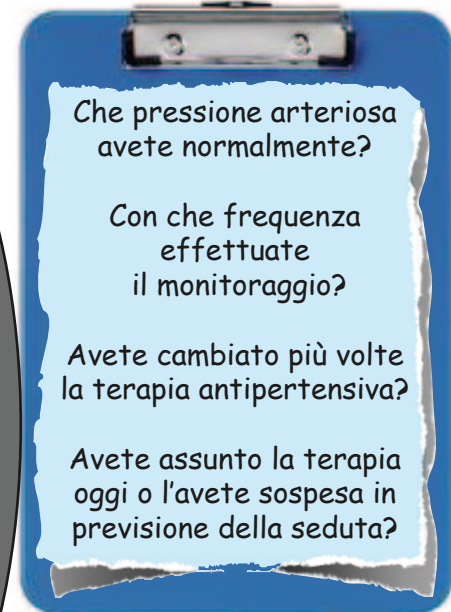 Che pressione arteriosa
avete normalmente?
Con che frequenza
effettuate
il monitoraggio?
Avete cambiato più volte
la terapia antipertensiva?
Avete assunto la terapia
oggi o l'avete sospesa in
previsione della seduta?